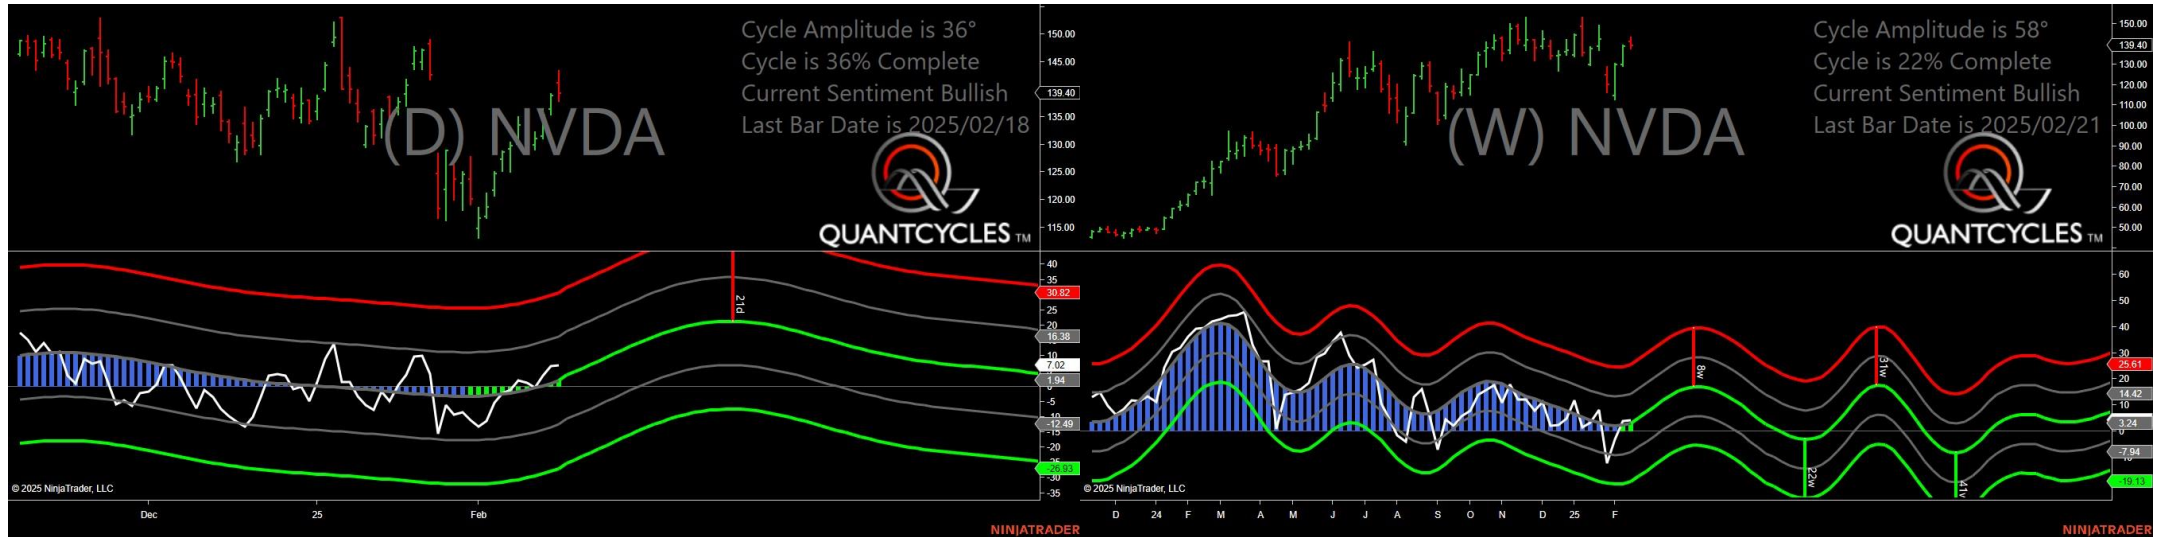 Cycle Amplitude is 36°
Cycle is 36% Complete
Current Sentiment Bullish
Last Bar Date is 2025/02/18
(D) NVDA
QUANTCYCLES TM
150.00
145.00
139.40
135.00
130.00
125.00
120.00
115.00
21d
40
35
30.82
25
20
16.38
10
7.02
1.94
-5
-10
-12.49
-15
-20
-25
-26.93
-30
-35
© 2025 NinjaTrader, LLC
Dec
25
Feb
NINJATRADER
Cycle Amplitude is 58°
Cycle is 22% Complete
Current Sentiment Bullish
Last Bar Date is 2025/02/21
(W) NVDA
QUANTCYCLES TM
150.00
139.40
130.00
120.00
110.00
100.00
90.00
80.00
70.00
60.00
50.00
8w
31w
22w
41w
60
50
40
30
25.61
20
14.42
10
3.24
-7.94
-19.13
© 2025 NinjaTrader, LLC
D 24 F M A M J J A S O N D 25 F
NINJATRADER